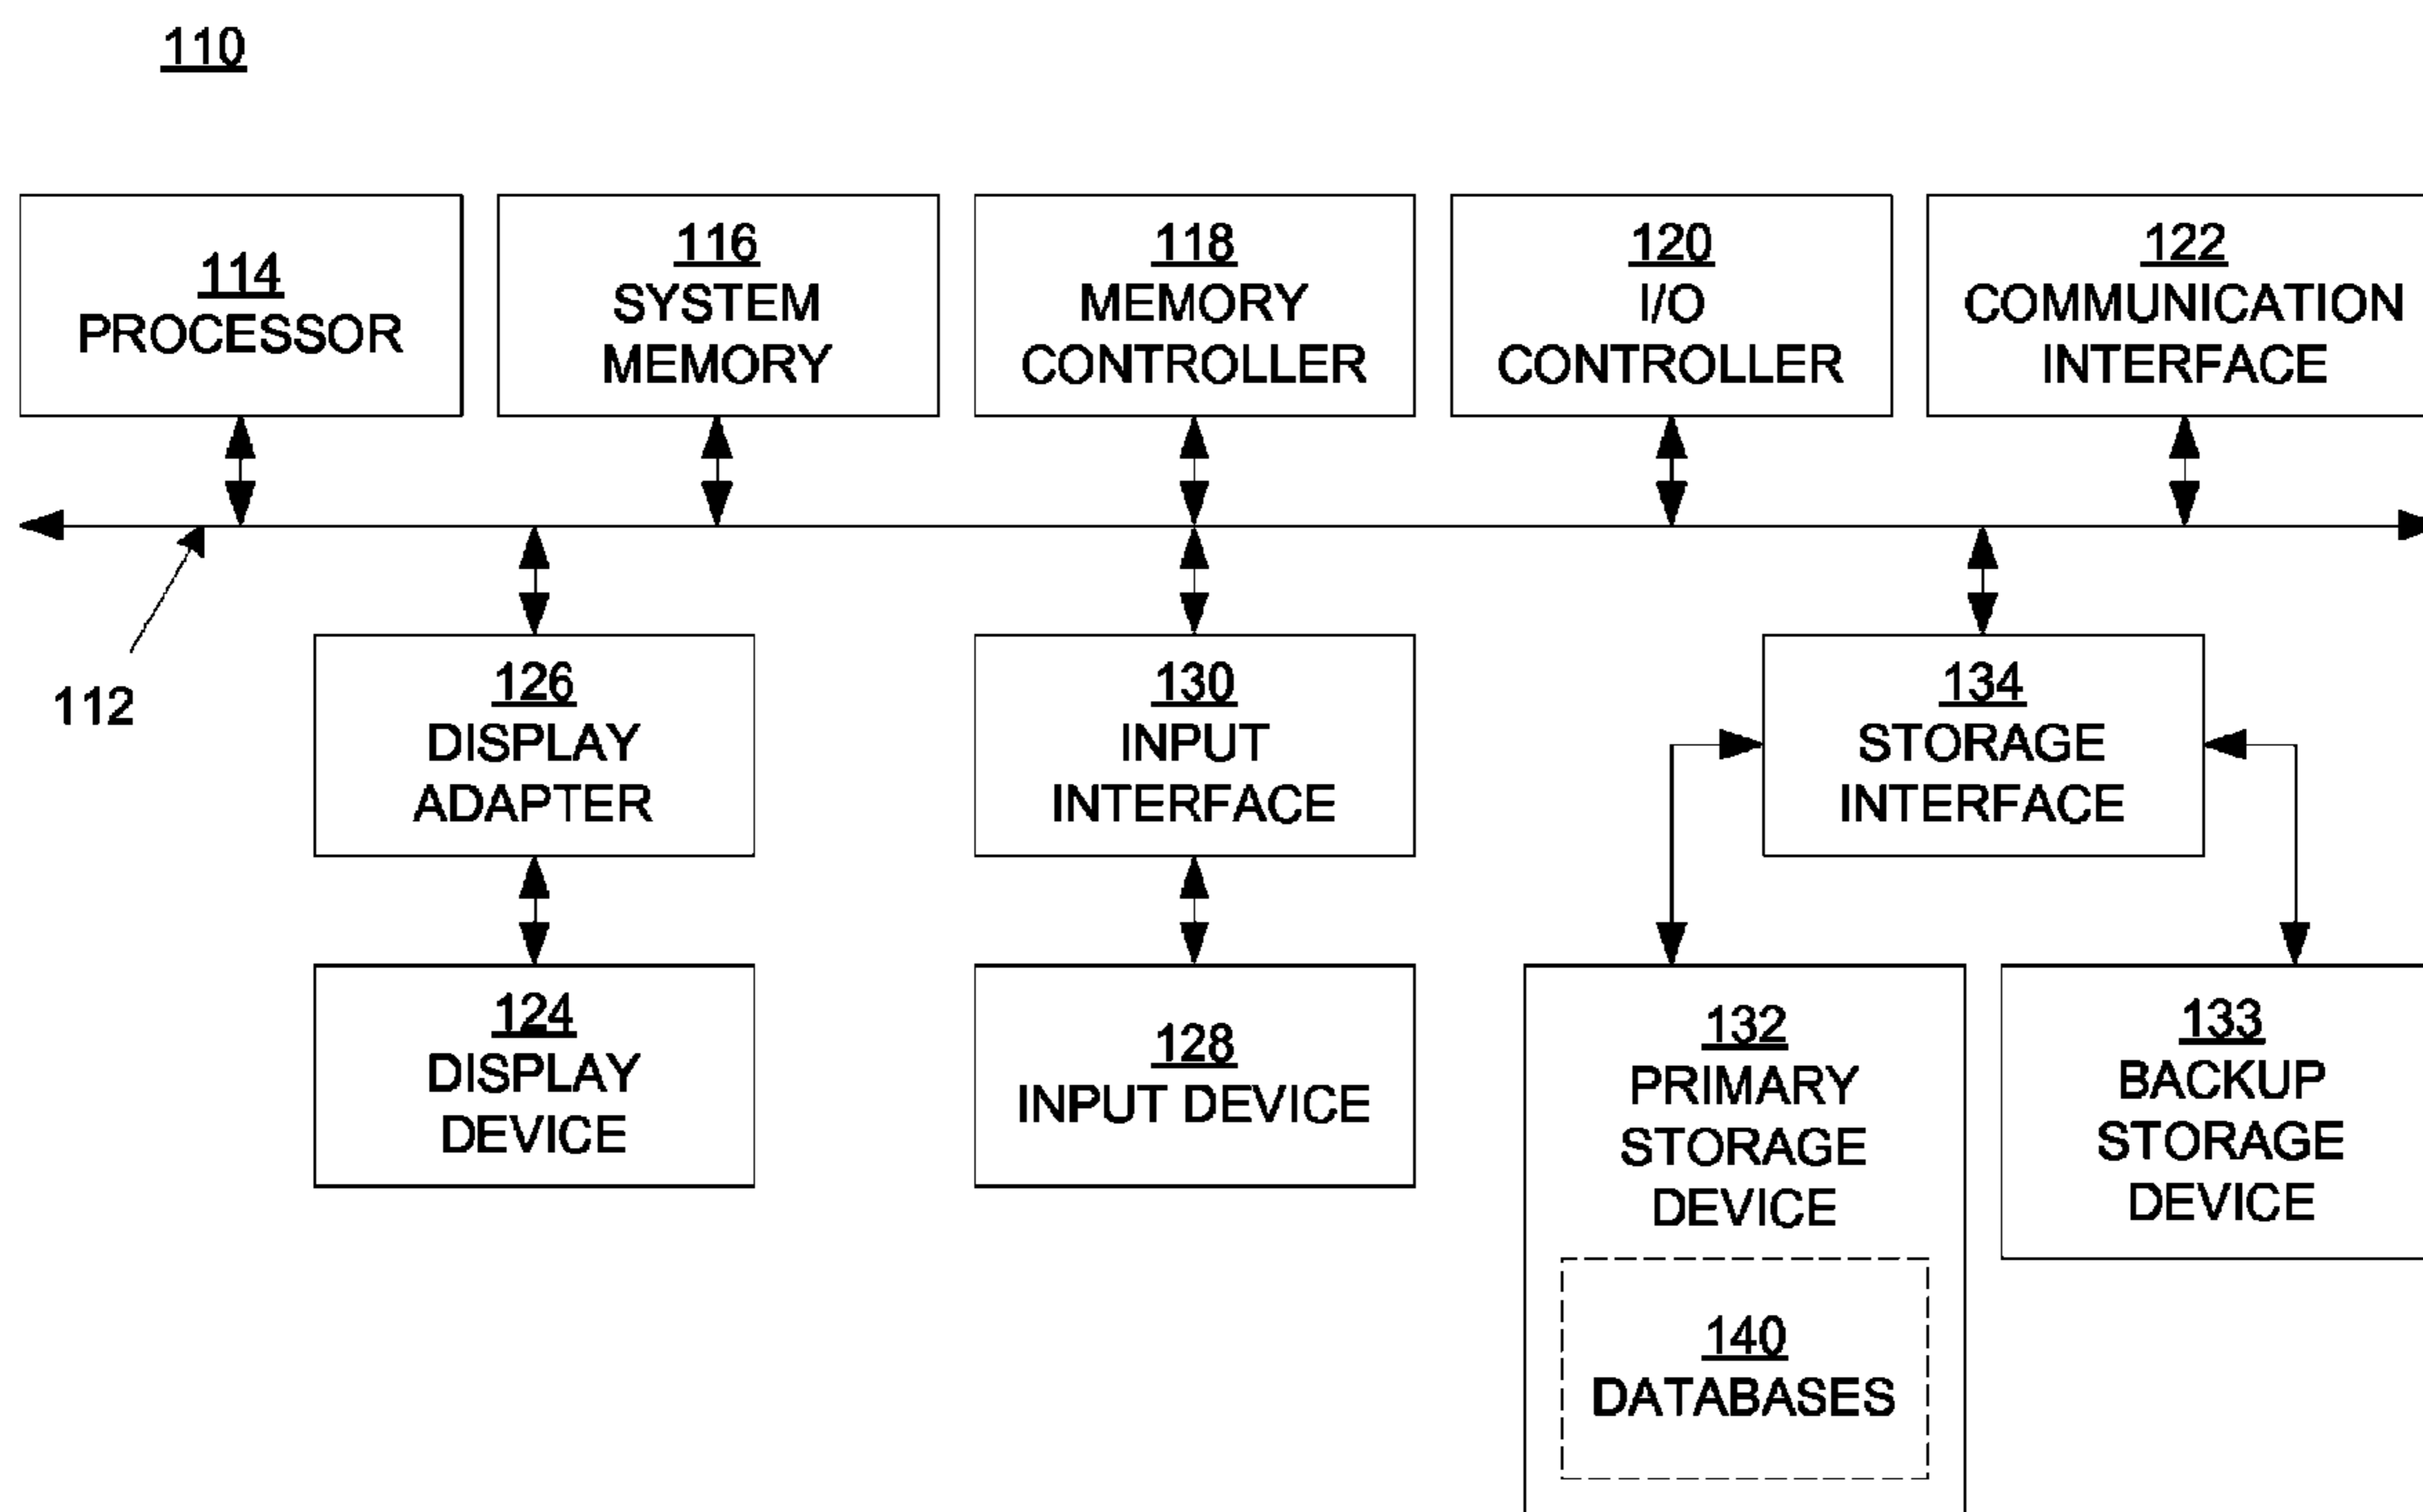 110
114
PROCESSOR
116
SYSTEM
MEMORY
118
MEMORY
CONTROLLER
120
I/O
CONTROLLER
122
COMMUNICATION
INTERFACE
112
126
DISPLAY
ADAPTER
130
INPUT
INTERFACE
134
STORAGE
INTERFACE
124
DISPLAY
DEVICE
128
INPUT DEVICE
132
PRIMARY
STORAGE
DEVICE
133
BACKUP
STORAGE
DEVICE
140
DATABASES